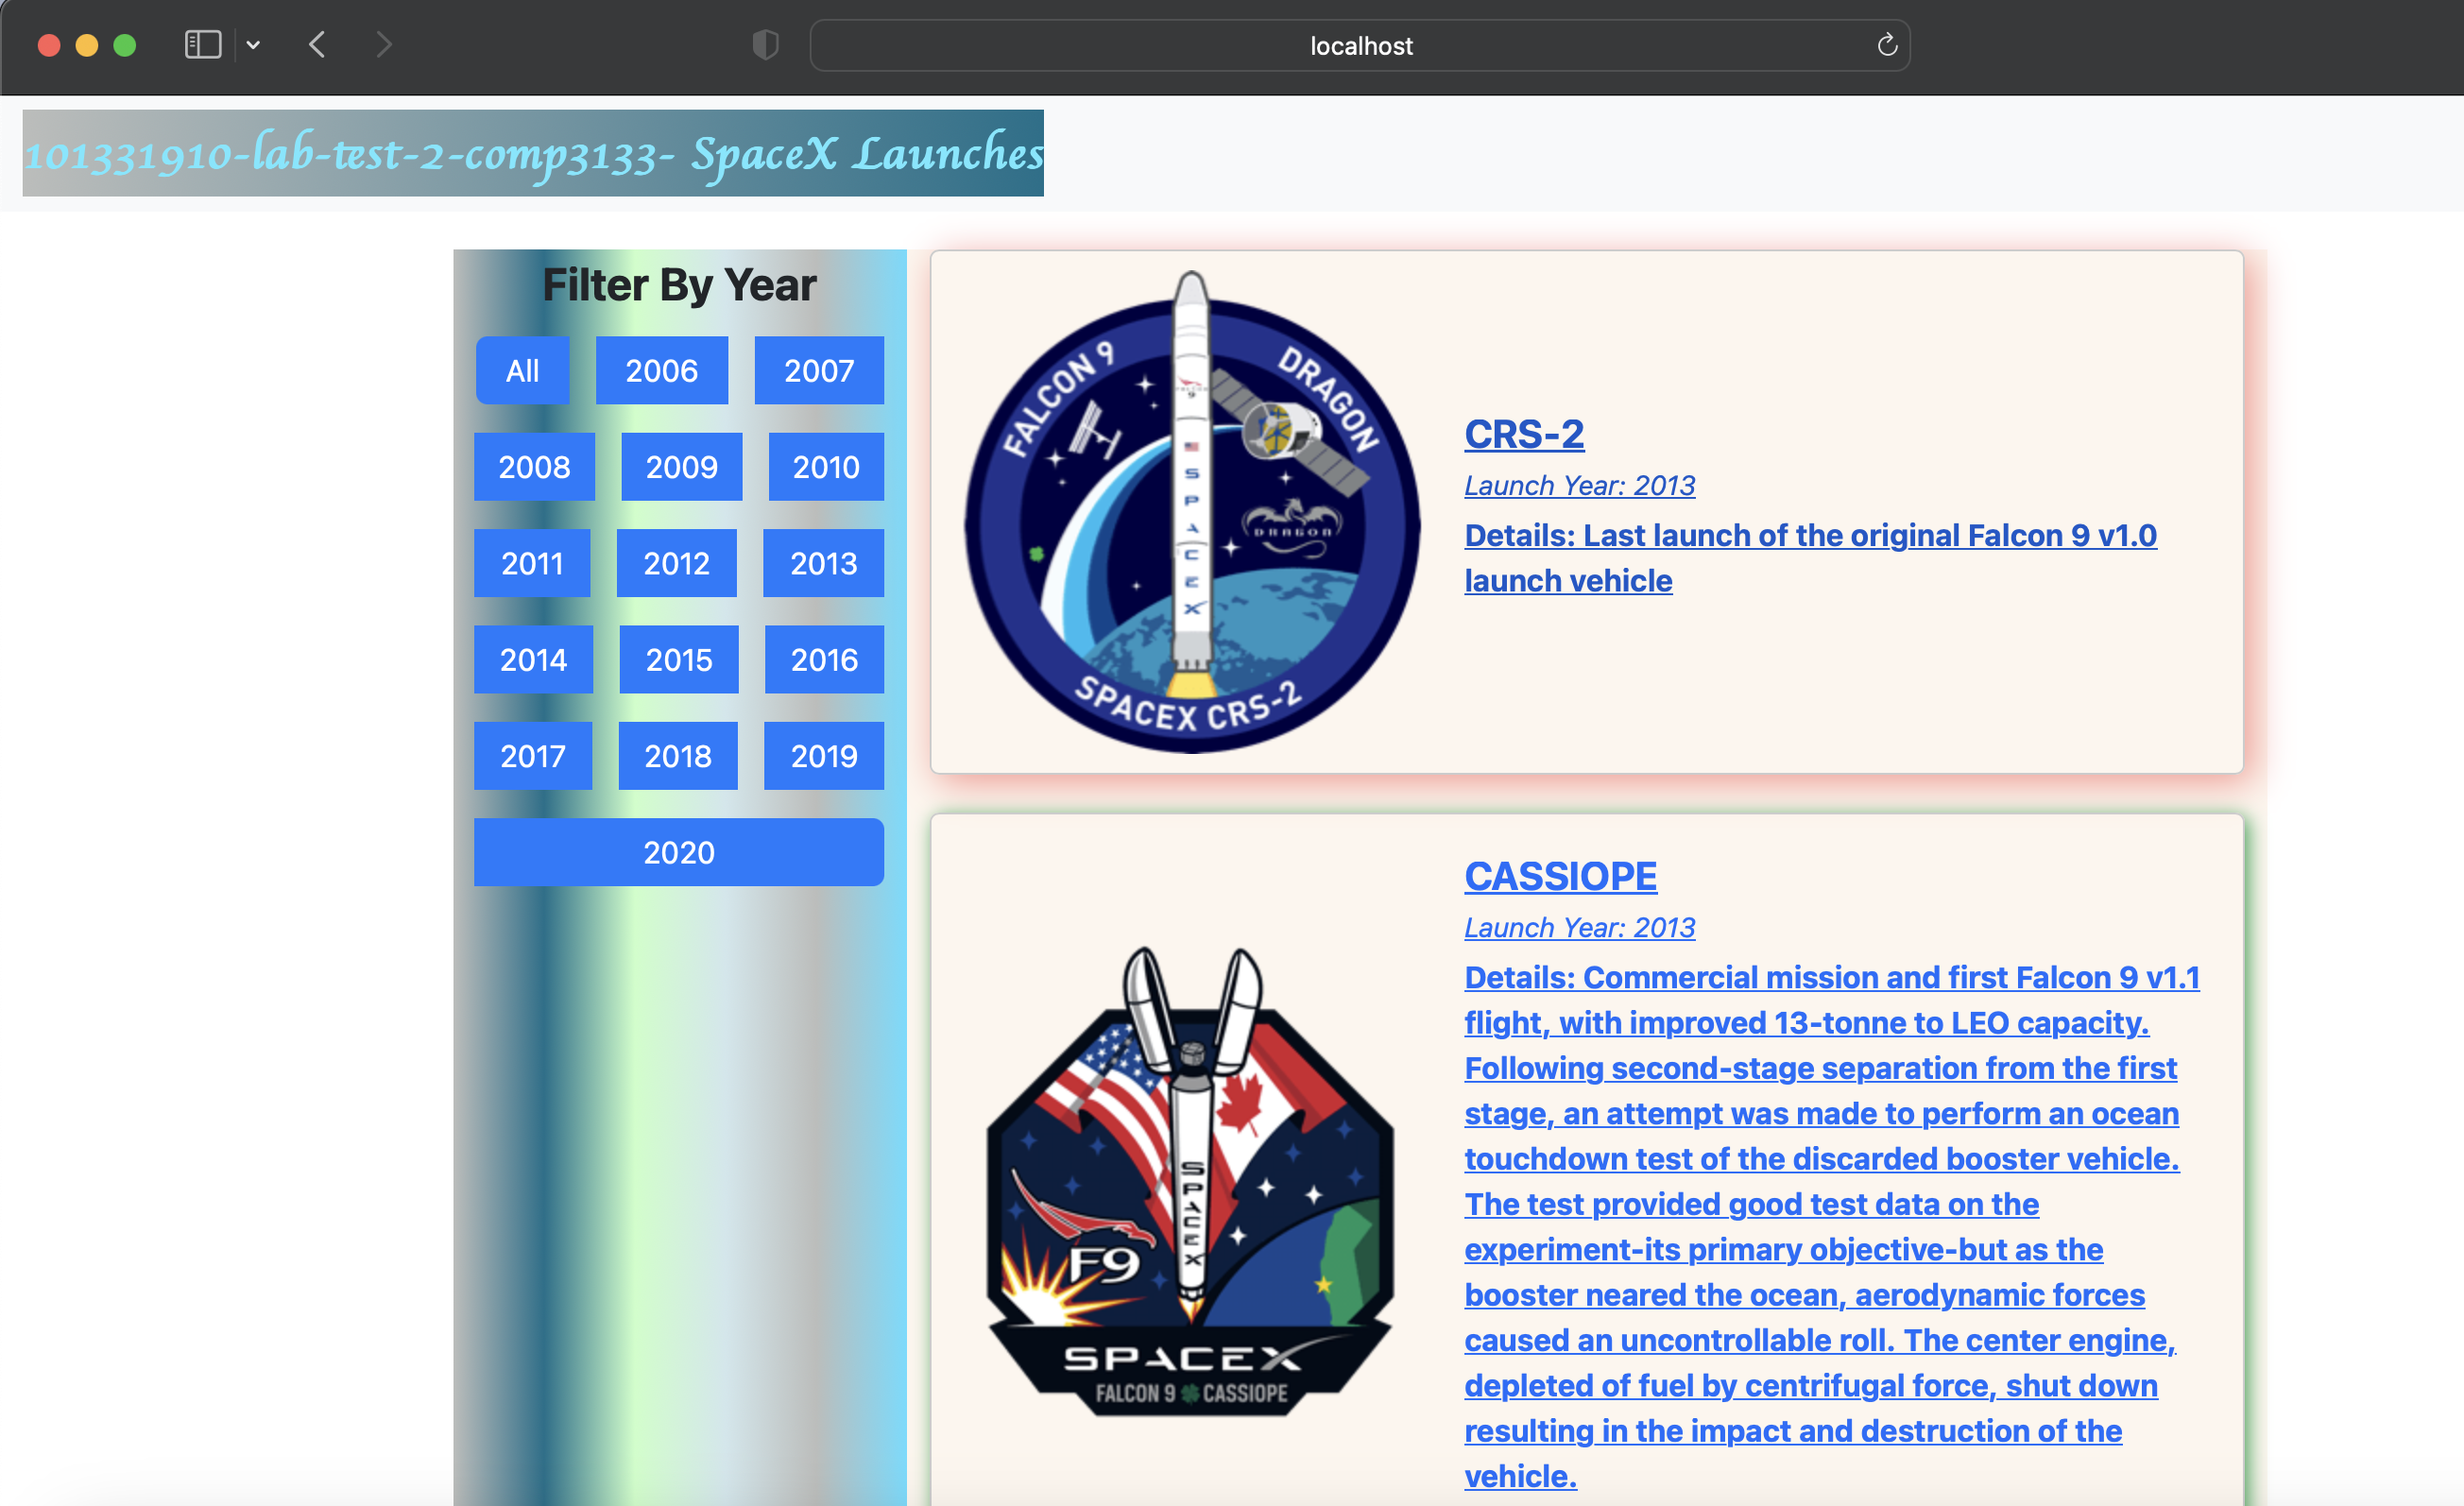 localhost
101331910-lab-test-2-comp3133- SpaceX Launches
Filter By Year
All 2006 2007
2008 2009 2010
2011 2012 2013
2014 2015 2016
2017 2018 2019
2020
FALCON 9 DRAGON
9
SPACEX
DRAGON
SPACEX CRS-2
CRS-2
Launch Year: 2013
Details: Last launch of the original Falcon 9 v1.0
launch vehicle
SPACEX
F9
SPACEX
FALCON 9 CASSIOPE
CASSIOPE
Launch Year: 2013
Details: Commercial mission and first Falcon 9 v1.1
flight, with improved 13-tonne to LEO capacity.
Following second-stage separation from the first
stage, an attempt was made to perform an ocean
touchdown test of the discarded booster vehicle.
The test provided good test data on the
experiment-its primary objective-but as the
booster neared the ocean, aerodynamic forces
caused an uncontrollable roll. The center engine,
depleted of fuel by centrifugal force, shut down
resulting in the impact and destruction of the
vehicle.